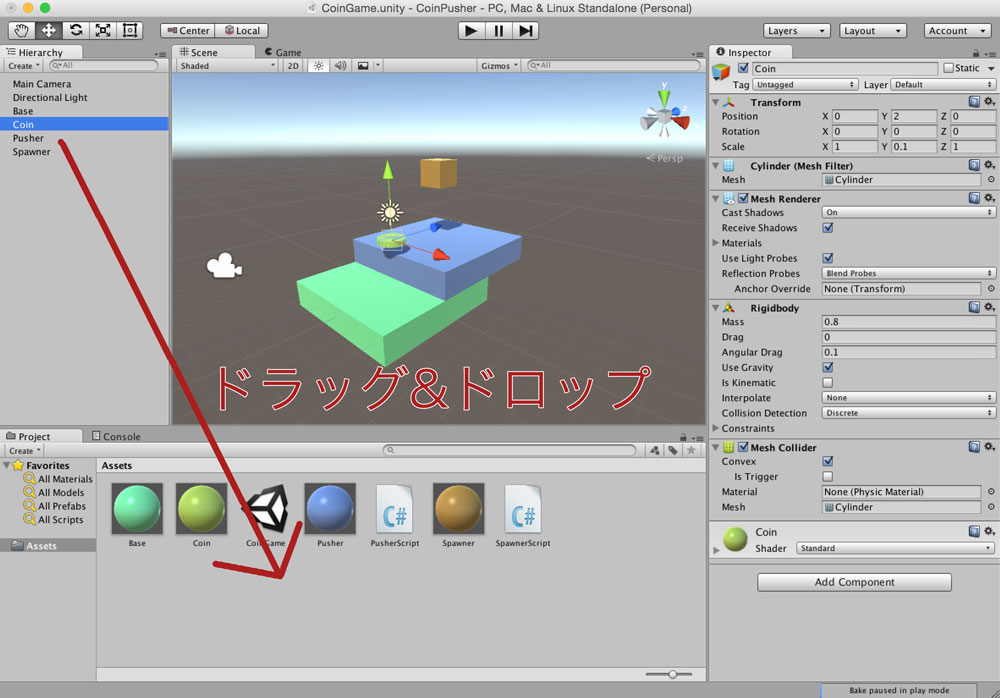 CoinGame.unity - CoinPusher - PC, Mac & Linux Standalone (Personal)
Center Local Layers Layout Account
Hierarchy
Create All
Main Camera
Directional Light
Base
Coin
Pusher
Spawner
Scene Game
Shaded 2D Gizmos All
y
z
Persp
ドラッグ&ドロップ
Project Console
Create
Favorites
All Materials
All Models
All Prefabs
All Scripts
Assets
Assets
Base Coin CoinGame Pusher PusherScript Spawner SpawnerScript
C# C#
Inspector
Coin Static
Tag Untagged Layer Default
Transform
Position X 0 Y 2 Z 0
Rotation X 0 Y 0 Z 0
Scale X 1 Y 0.1 Z 1
Cylinder (Mesh Filter)
Mesh Cylinder
Mesh Renderer
Cast Shadows On
Receive Shadows
Materials
Use Light Probes
Reflection Probes Blend Probes
Anchor Override None (Transform)
Rigidbody
Mass 0.8
Drag 0
Angular Drag 0.1
Use Gravity
Is Kinematic
Interpolate None
Collision Detection Discrete
Constraints
Mesh Collider
Convex
Is Trigger
Material None (Physic Material)
Mesh Cylinder
Coin
Shader Standard
Add Component
Bake paused in play mode